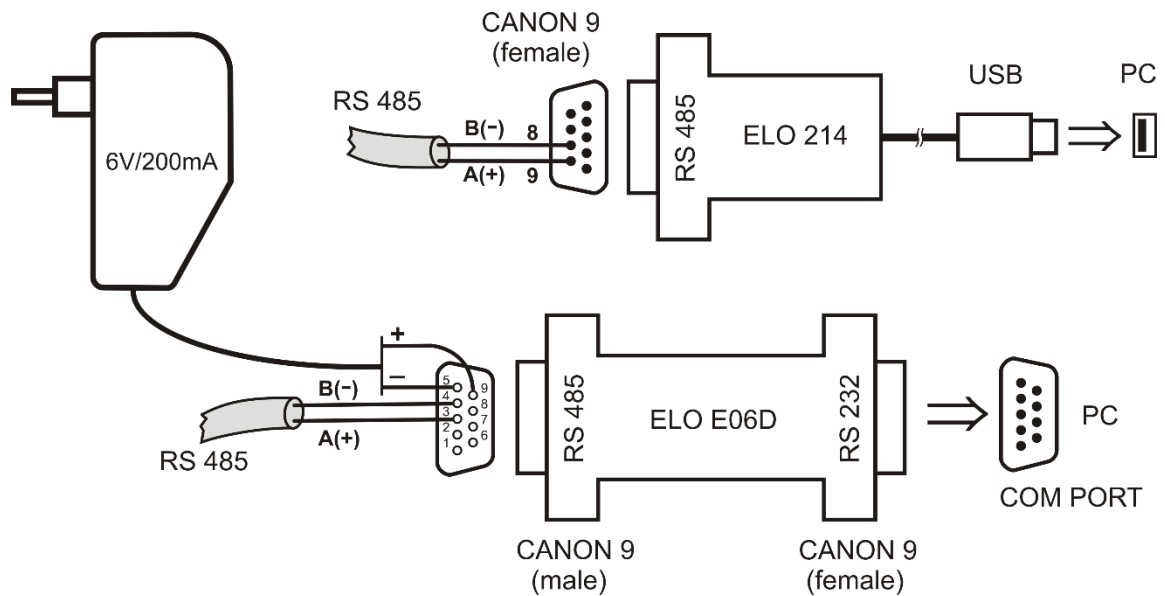 CANON 9
(female)
RS 485
B(-)
8
A(+)
9
RS 485
ELO 214
USB
PC
6V/200mA
+
–
B(-)
A(+)
RS 485
5
4
3
2
1
9
8
7
6
RS 485
ELO E06D
RS 232
PC
COM PORT
CANON 9
(male)
CANON 9
(female)